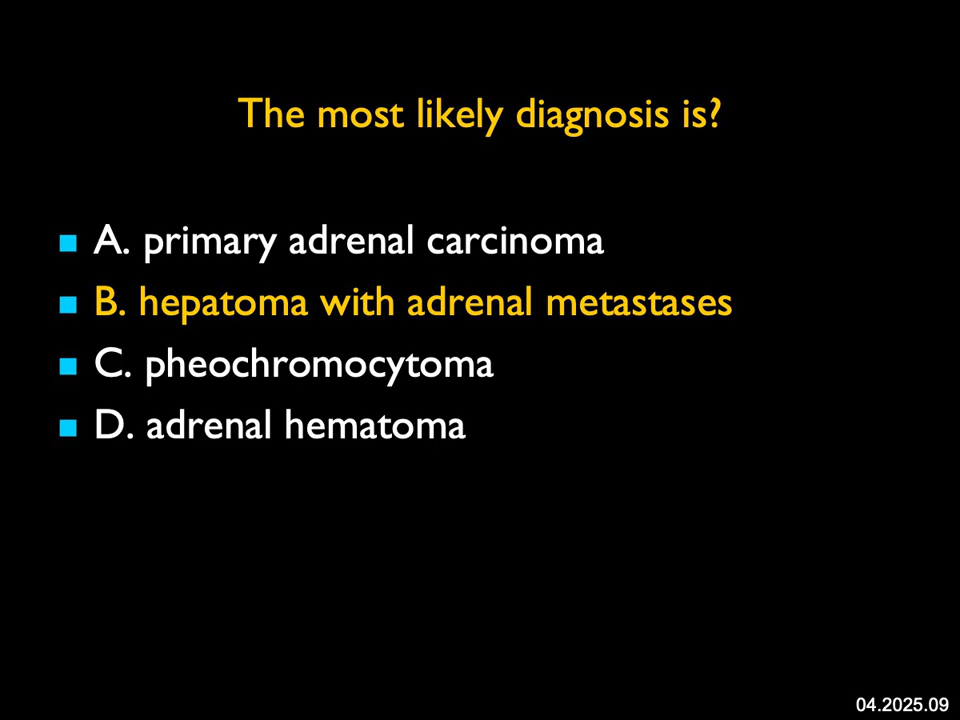 The most likely diagnosis is?
A. primary adrenal carcinoma
B. hepatoma with adrenal metastases
C. pheochromocytoma
D. adrenal hematoma
04.2025.09